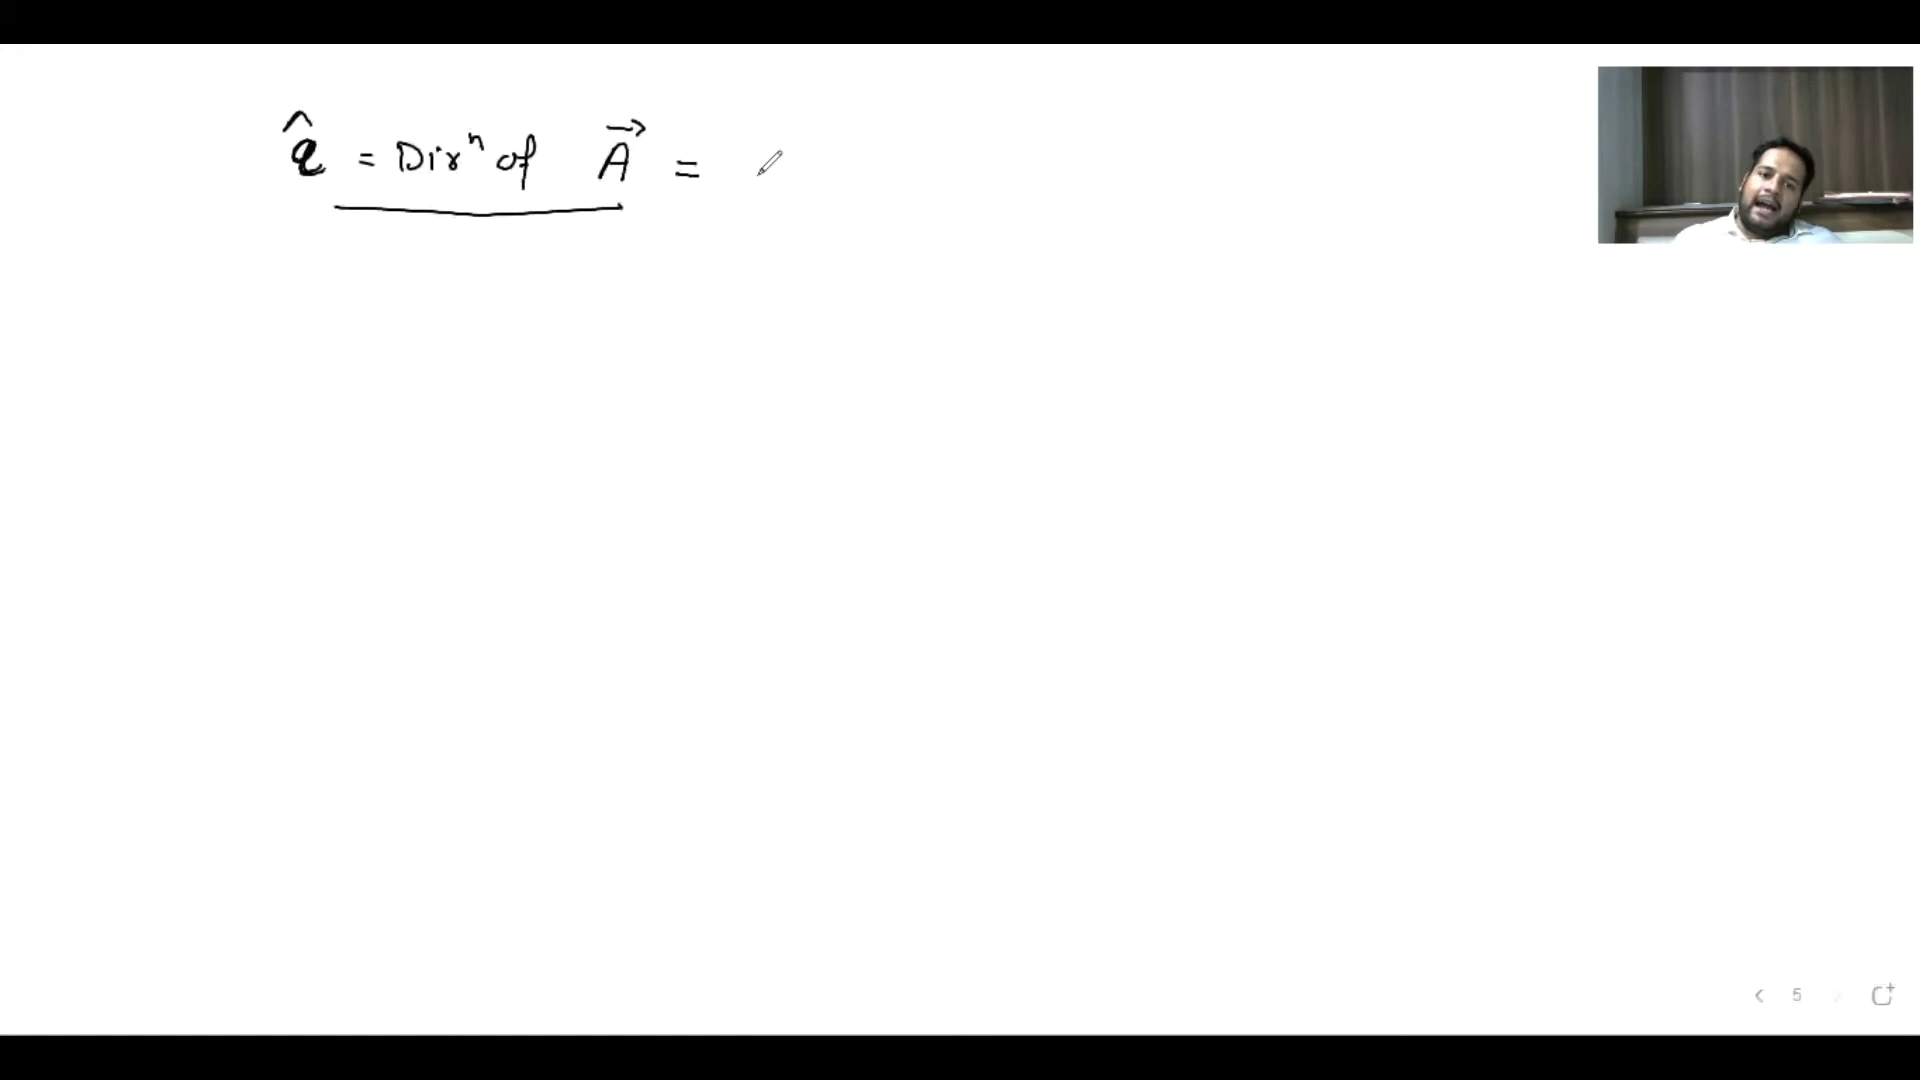 â = Dirⁿ of A⃗ =
5